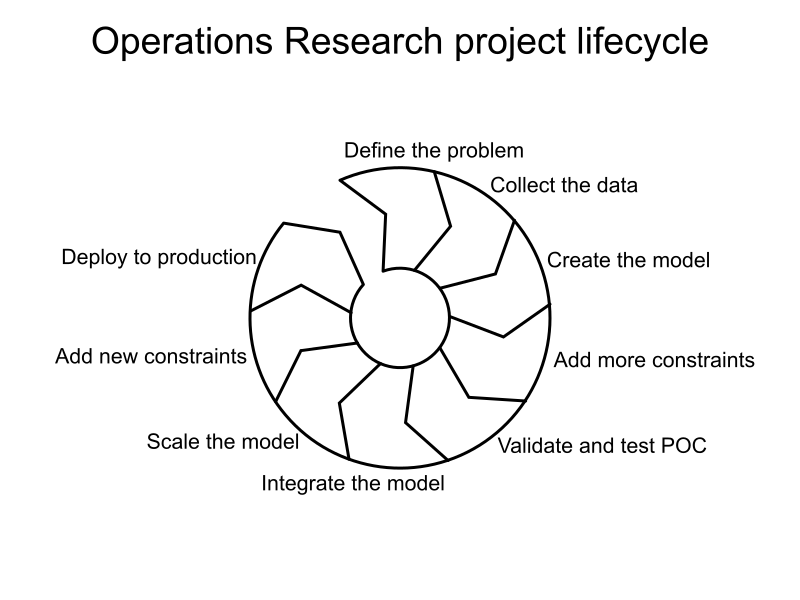 Operations Research project lifecycle
Define the problem
Collect the data
Create the model
Add more constraints
Validate and test POC
Integrate the model
Scale the model
Add new constraints
Deploy to production